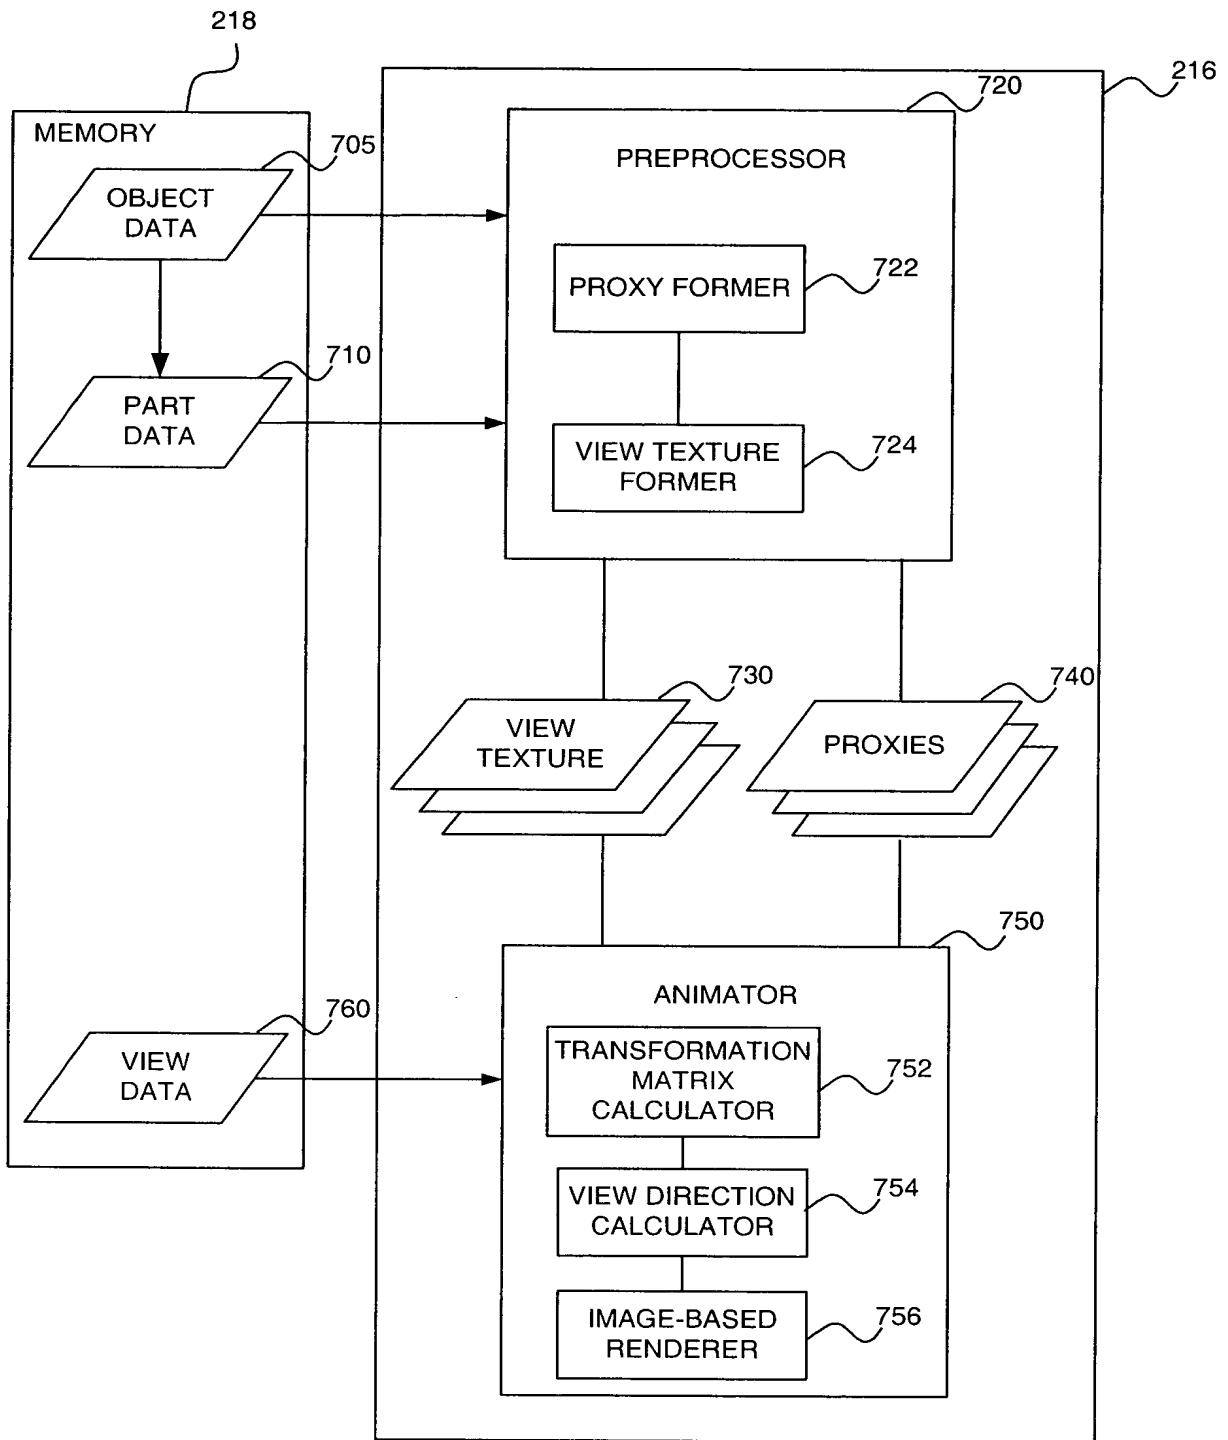 218
216
720
MEMORY
705
PREPROCESSOR
OBJECT
DATA
722
PROXY FORMER
710
PART
DATA
724
VIEW TEXTURE
FORMER
730
740
VIEW
TEXTURE
PROXIES
750
ANIMATOR
760
VIEW
DATA
TRANSFORMATION
MATRIX
CALCULATOR
752
VIEW DIRECTION
CALCULATOR
754
IMAGE-BASED
RENDERER
756